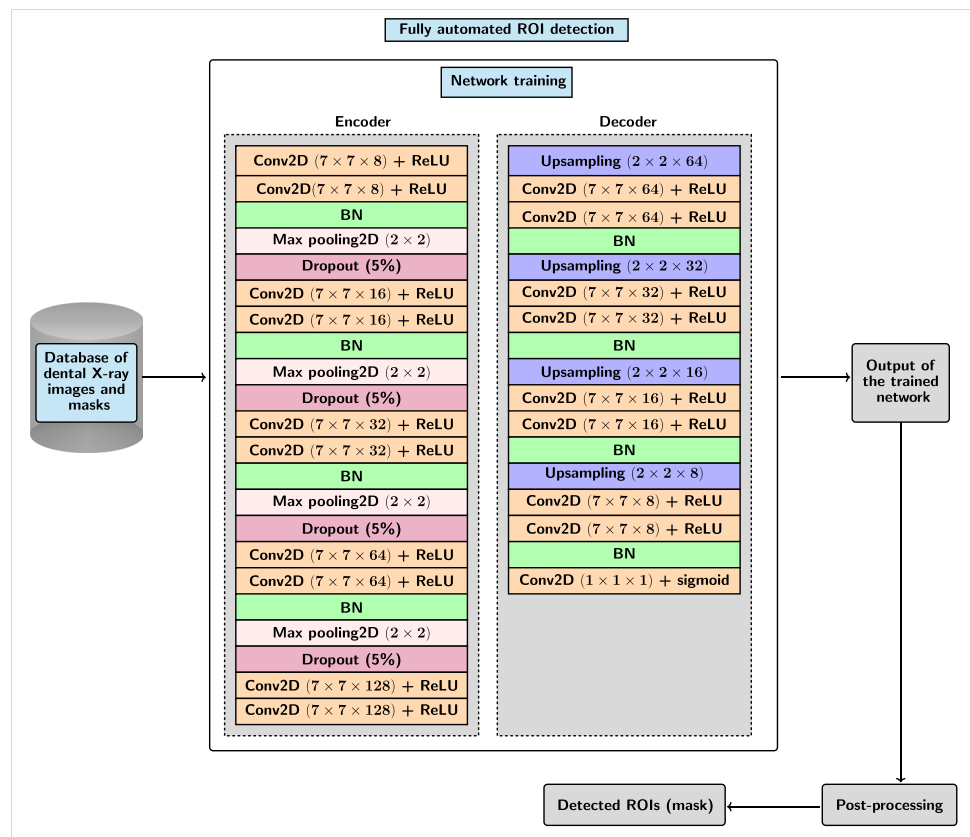 Fully automated ROI detection
Network training
Encoder
Conv2D (7 × 7 × 8) + ReLU
Conv2D(7 × 7 × 8) + ReLU
BN
Max pooling2D (2 × 2)
Dropout (5%)
Conv2D (7 × 7 × 16) + ReLU
Conv2D (7 × 7 × 16) + ReLU
BN
Max pooling2D (2 × 2)
Dropout (5%)
Conv2D (7 × 7 × 32) + ReLU
Conv2D (7 × 7 × 32) + ReLU
BN
Max pooling2D (2 × 2)
Dropout (5%)
Conv2D (7 × 7 × 64) + ReLU
Conv2D (7 × 7 × 64) + ReLU
BN
Max pooling2D (2 × 2)
Dropout (5%)
Conv2D (7 × 7 × 128) + ReLU
Conv2D (7 × 7 × 128) + ReLU
Decoder
Upsampling (2 × 2 × 64)
Conv2D (7 × 7 × 64) + ReLU
Conv2D (7 × 7 × 64) + ReLU
BN
Upsampling (2 × 2 × 32)
Conv2D (7 × 7 × 32) + ReLU
Conv2D (7 × 7 × 32) + ReLU
BN
Upsampling (2 × 2 × 16)
Conv2D (7 × 7 × 16) + ReLU
Conv2D (7 × 7 × 16) + ReLU
BN
Upsampling (2 × 2 × 8)
Conv2D (7 × 7 × 8) + ReLU
Conv2D (7 × 7 × 8) + ReLU
BN
Conv2D (1 × 1 × 1) + sigmoid
Database of
dental X-ray
images and
masks
Output of
the trained
network
Post-processing
Detected ROIs (mask)